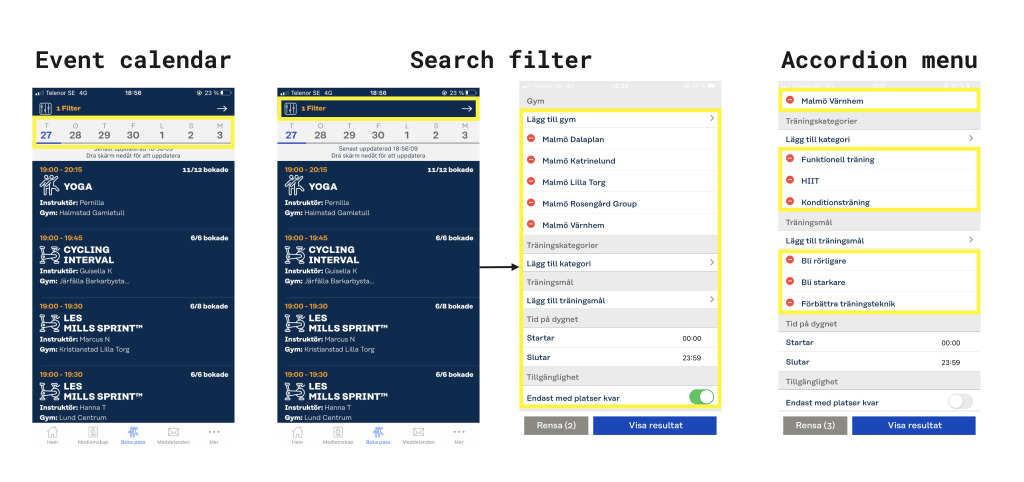 Event calendar
Telenor SE 4G 18:56 23 %
1 Filter
T O T F L S M
27 28 29 30 1 2 3
Senast uppdaterad 18:56:09
Dra skärm nedåt för att uppdatera
19:00 - 20:15 11/12 bokade
YOGA
Instruktör: Pernilla
Gym: Halmstad Gamletull
19:00 - 19:45 6/6 bokade
CYCLING
INTERVAL
Instruktör: Guisella K
Gym: Järfälla Barkarbysta...
19:00 - 19:30 6/8 bokade
LES
MILLS SPRINT™
Instruktör: Marcus N
Gym: Kristianstad Lilla Torg
19:00 - 19:30 6/6 bokade
LES
MILLS SPRINT™
Instruktör: Hanna T
Gym: Lund Centrum
Hem Medlemskap Boka pass Meddelanden Mer
Search filter
Telenor SE 4G 18:56 23 %
1 Filter
T O T F L S M
27 28 29 30 1 2 3
Senast uppdaterad 18:56:09
Dra skärm nedåt för att uppdatera
19:00 - 20:15 11/12 bokade
YOGA
Instruktör: Pernilla
Gym: Halmstad Gamletull
19:00 - 19:45 6/6 bokade
CYCLING
INTERVAL
Instruktör: Guisella K
Gym: Järfälla Barkarbysta...
19:00 - 19:30 6/8 bokade
LES
MILLS SPRINT™
Instruktör: Marcus N
Gym: Kristianstad Lilla Torg
19:00 - 19:30 6/6 bokade
LES
MILLS SPRINT™
Instruktör: Hanna T
Gym: Lund Centrum
Hem Medlemskap Boka pass Meddelanden Mer
Gym
Lägg till gym
Malmö Dalaplan
Malmö Katrinelund
Malmö Lilla Torg
Malmö Rosengård Group
Malmö Värnhem
Träningskategorier
Lägg till kategori
Träningsmål
Lägg till träningsmål
Tid på dygnet
Startar 00:00
Slutar 23:59
Tillgänglighet
Endast med platser kvar
Rensa (2) Visa resultat
Accordion menu
Malmö Värnhem
Träningskategorier
Lägg till kategori
Funktionell träning
HIIT
Konditionsträning
Träningsmål
Lägg till träningsmål
Bli rörligare
Bli starkare
Förbättra träningsteknik
Tid på dygnet
Startar 00:00
Slutar 23:59
Tillgänglighet
Endast med platser kvar
Rensa (3) Visa resultat